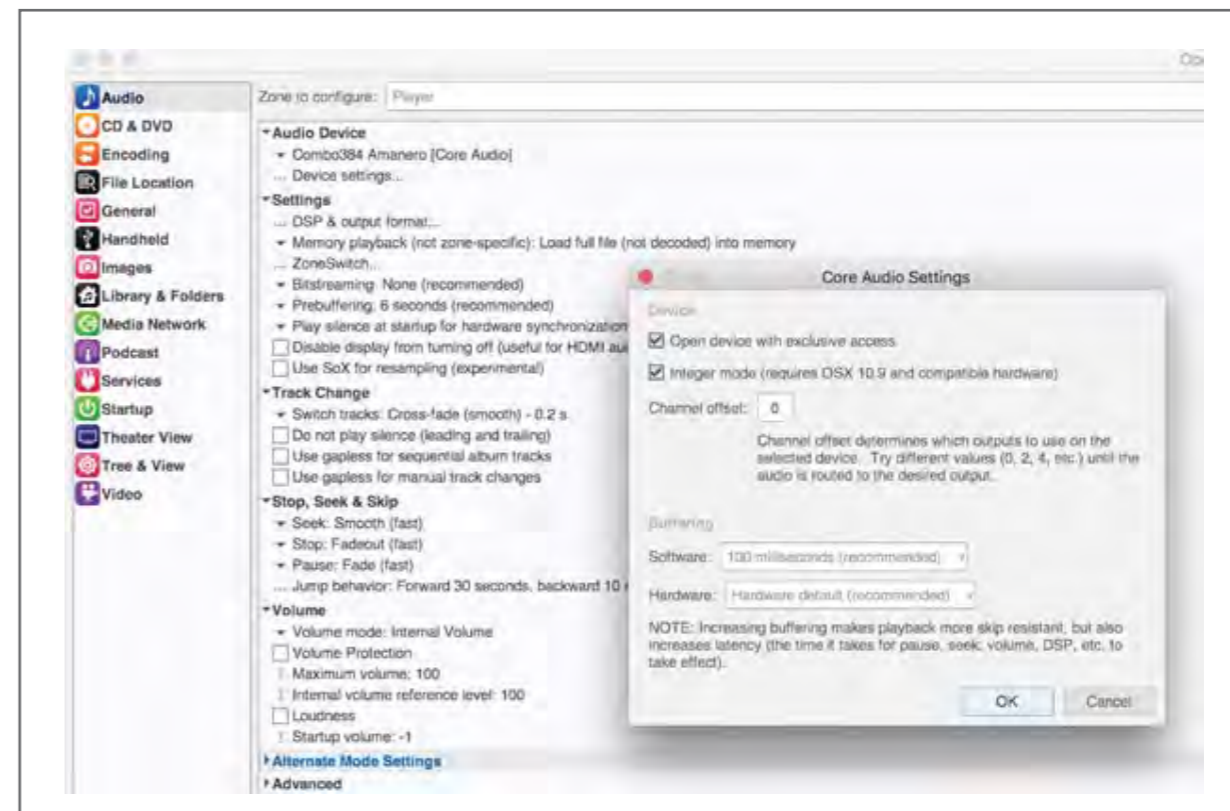 Audio
CD & DVD
Encoding
File Location
General
Handheld
Images
Library & Folders
Media Network
Podcast
Services
Startup
Theater View
Tree & View
Video
Zone to configure: Player
Audio Device
Combo384 Amanero [Core Audio]
... Device settings...
Settings
... DSP & output format...
Memory playback (not zone-specific): Load full file (not decoded) into memory
... ZoneSwitch...
Bitstreaming: None (recommended)
Prebuffering: 6 seconds (recommended)
Play silence at startup for hardware synchronization
Disable display from turning off (useful for HDMI
Use SoX for resampling (experimental)
Track Change
Switch tracks: Cross-fade (smooth) - 0.2 s
Do not play silence (leading and trailing)
Use gapless for sequential album tracks
Use gapless for manual track changes
Stop, Seek & Skip
Seek: Smooth (fast)
Stop: Fadeout (fast)
Pause: Fade (fast)
... Jump behavior: Forward 30 seconds, backward 10
Volume
Volume mode: Internal Volume
Volume Protection
Maximum volume: 100
Internal volume reference level: 100
Loudness
Startup volume: -1
Alternate Mode Settings
Advanced
Core Audio Settings
Device
Open device with exclusive access
Integer mode (requires OSX 10.9 and compatible hardware)
Channel offset: 0
Channel offset determines which outputs to use on the
selected device. Try different values (0, 2, 4, etc.) until the
audio is routed to the desired output.
Buffering
Software: 100 milliseconds (recommended)
Hardware: Hardware default (recommended)
NOTE: Increasing buffering makes playback more skip resistant, but also
increases latency (the time it takes for pause, seek, volume, DSP, etc. to
take effect).
OK
Cancel